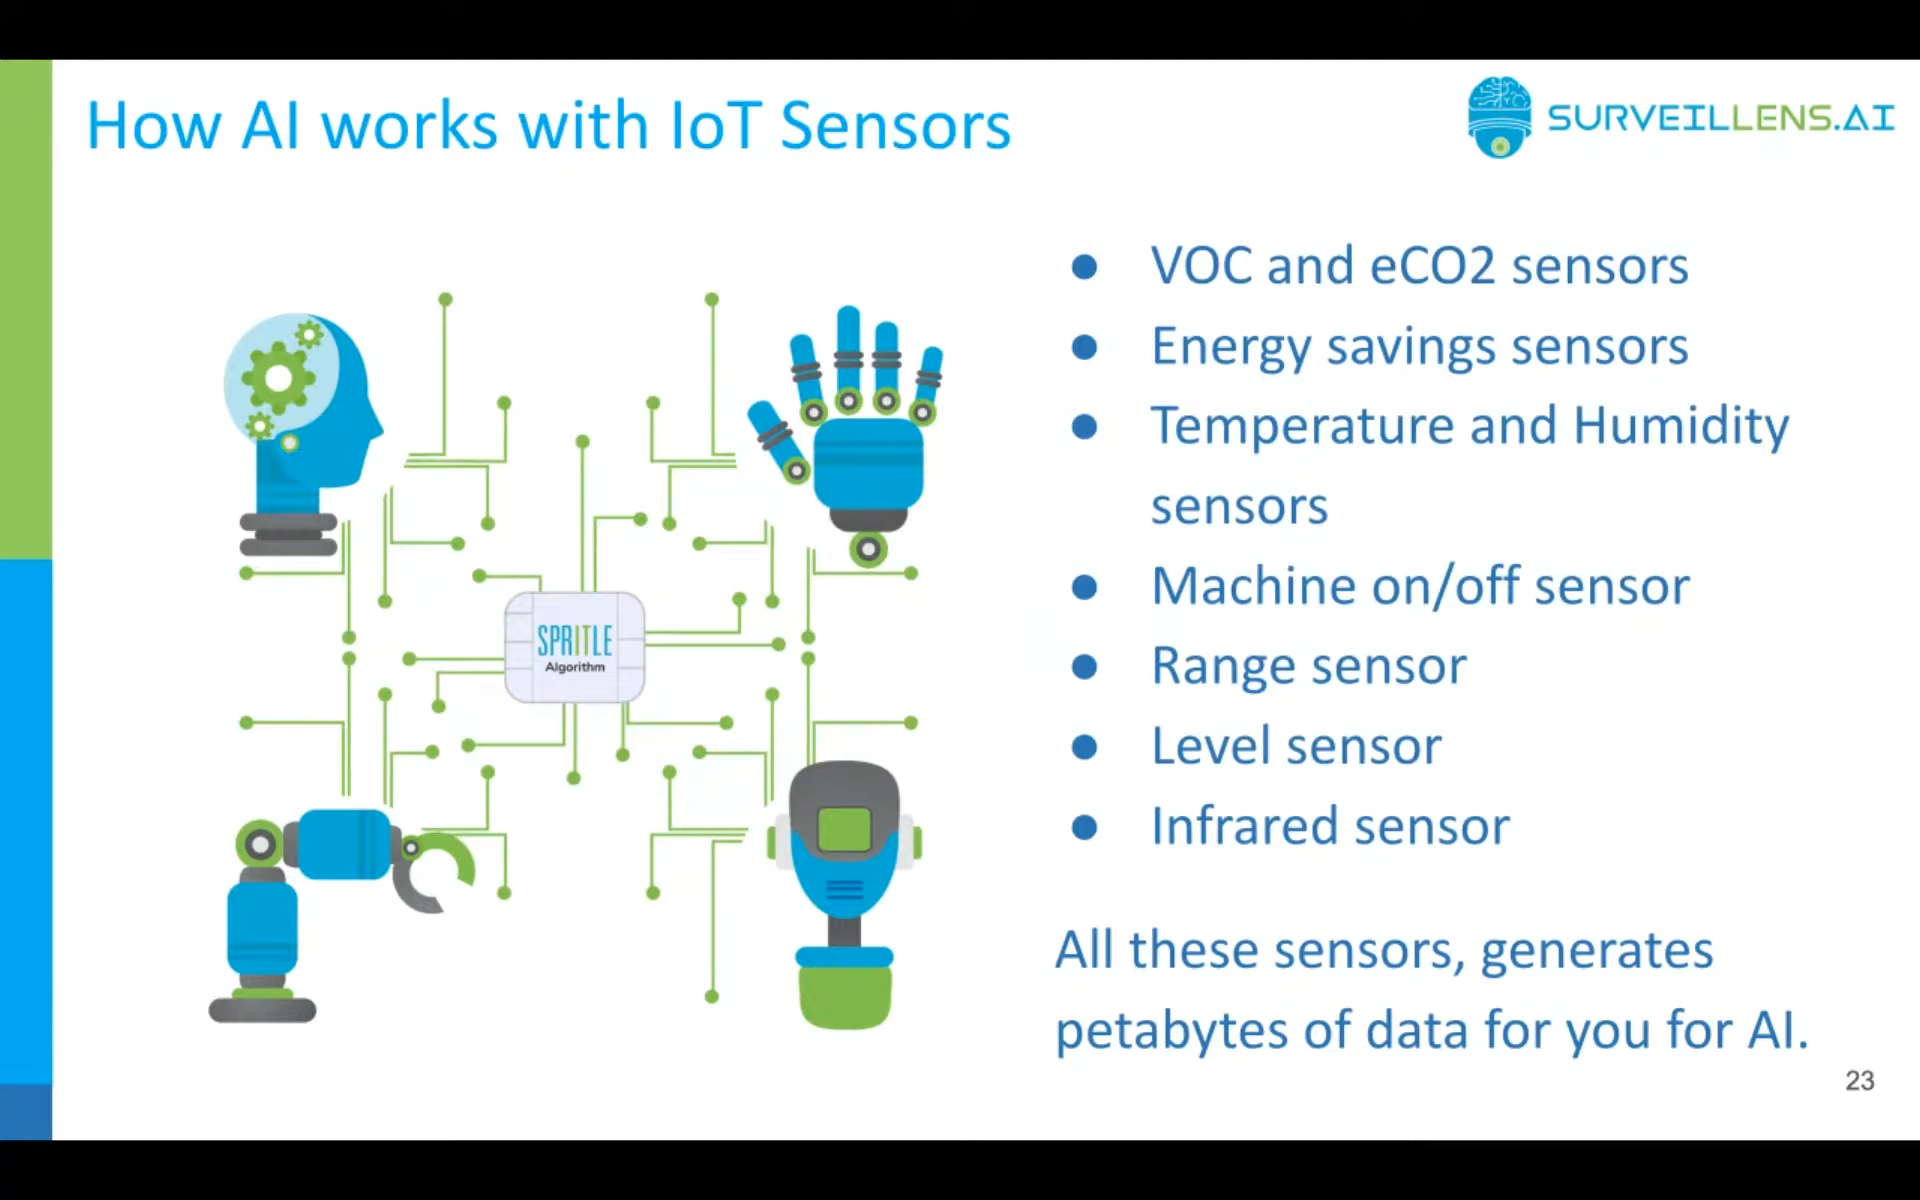 How AI works with IoT Sensors
SURVEILLENS.AI
SPRITLE
Algorithm
● VOC and eCO2 sensors
● Energy savings sensors
● Temperature and Humidity
sensors
● Machine on/off sensor
● Range sensor
● Level sensor
● Infrared sensor
All these sensors, generates
petabytes of data for you for AI.
23